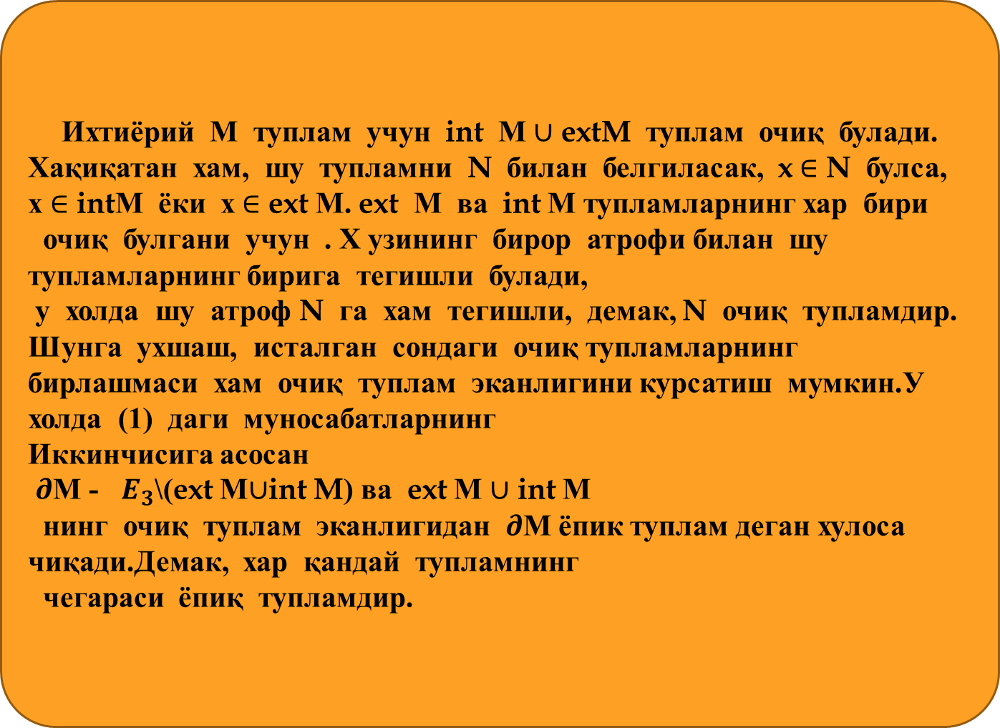 Ихтиёрий М туплам учун int М ∪ extМ туплам очиқ булади.
Хақиқатан хам, шу тупламни N билан белгиласак, х ∈ N булса,
х ∈ intМ ёки х ∈ ext М. ext М ва int М тупламларнинг хар бири
очиқ булгани учун . Х узининг бирор атрофи билан шу
тупламларнинг бирига тегишли булади,
у холда шу атроф N га хам тегишли, демак, N очиқ тупламдир.
Шунга ухшаш, исталган сондаги очиқ тупламларнинг
бирлашмаси хам очиқ туплам эканлигини курсатиш мумкин.У
холда (1) даги муносабатларнинг
Иккинчисига асосан
∂М - E₃\(ext М∪int М) ва ext М ∪ int М
нинг очиқ туплам эканлигидан ∂М ёпик туплам деган хулоса
чиқади.Демак, хар қандай тупламнинг
чегараси ёпиқ тупламдир.